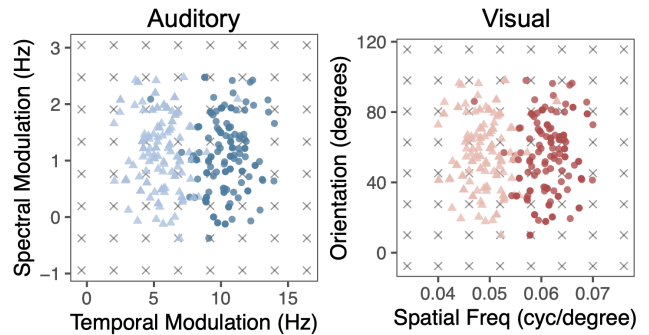 Auditory
Visual
Spectral Modulation (Hz)
3
2
1
0
−1
0
5
10
15
Temporal Modulation (Hz)
Orientation (degrees)
120
80
40
0
0.04
0.05
0.06
0.07
Spatial Freq (cyc/degree)